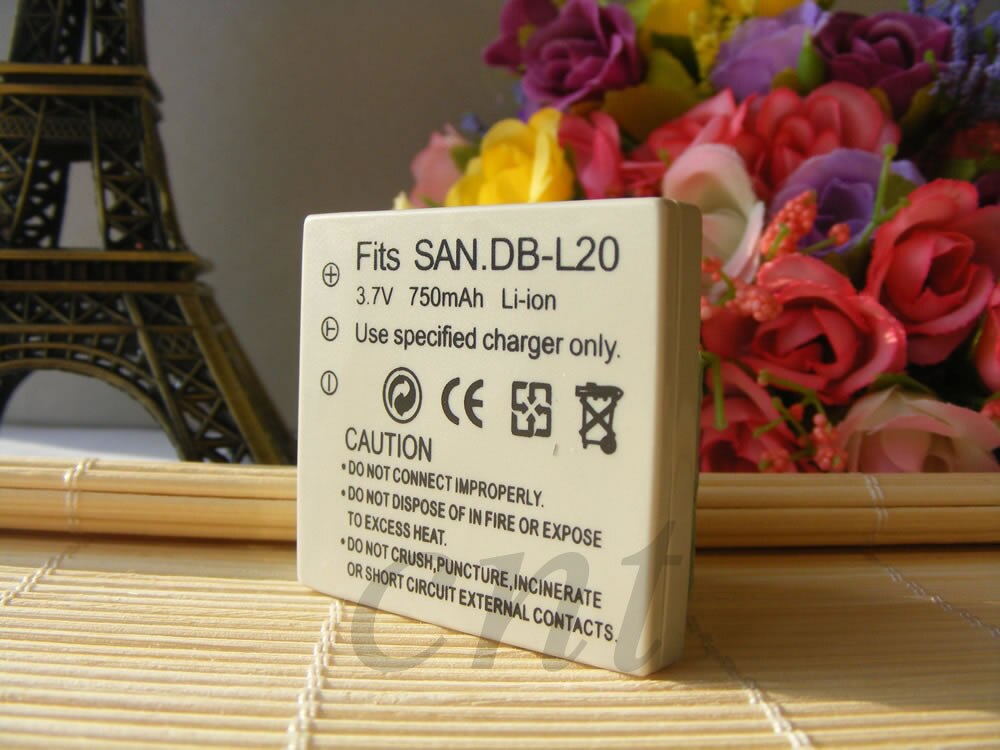 Fits SAN.DB-L20
3.7V 750mAh Li-ion
Use specified charger only.
CE
CAUTION
•DO NOT CONNECT IMPROPERLY.
•DO NOT DISPOSE OF IN FIRE OR EXPOSE
TO EXCESS HEAT.
•DO NOT CRUSH,PUNCTURE,INCINERATE
OR SHORT CIRCUIT EXTERNAL CONTACTS.
cnt